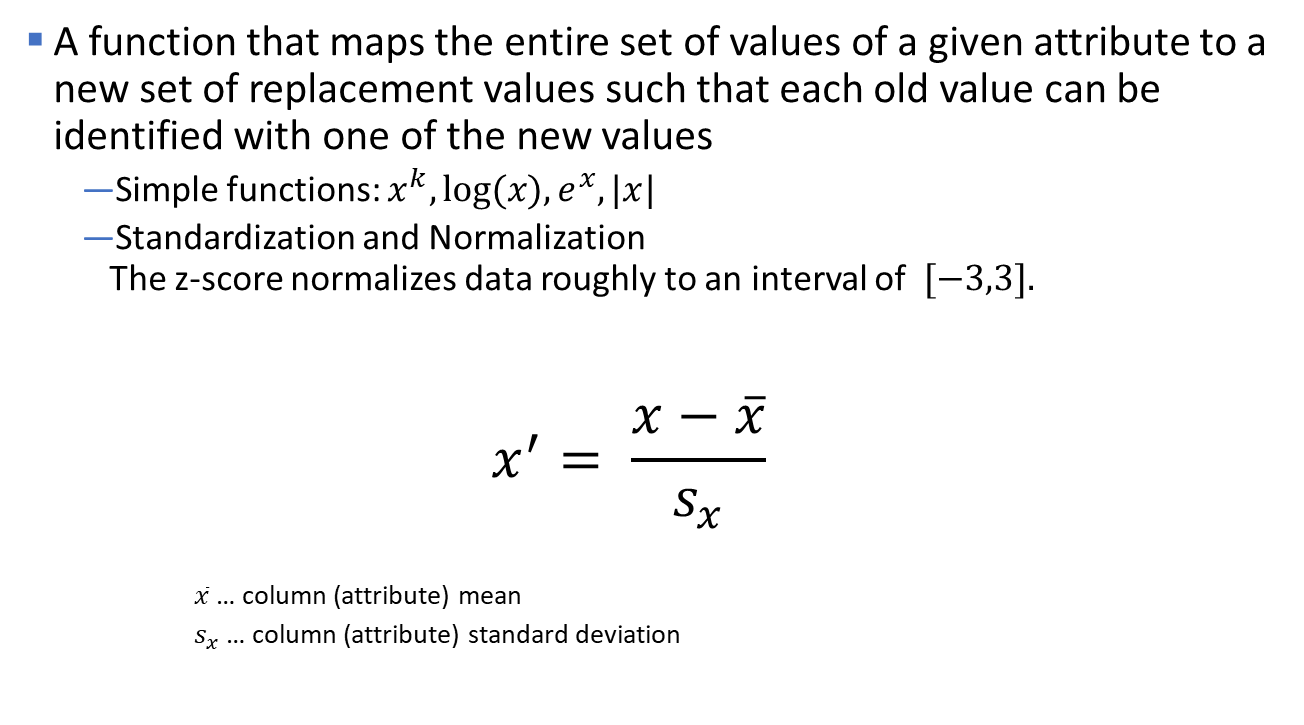 ▪ A function that maps the entire set of values of a given attribute to a
new set of replacement values such that each old value can be
identified with one of the new values
—Simple functions: x^k, log(x), e^x, |x|
—Standardization and Normalization
The z-score normalizes data roughly to an interval of [−3,3].
x′ = (x − x̄) / s_x
ẋ … column (attribute) mean
s_x … column (attribute) standard deviation